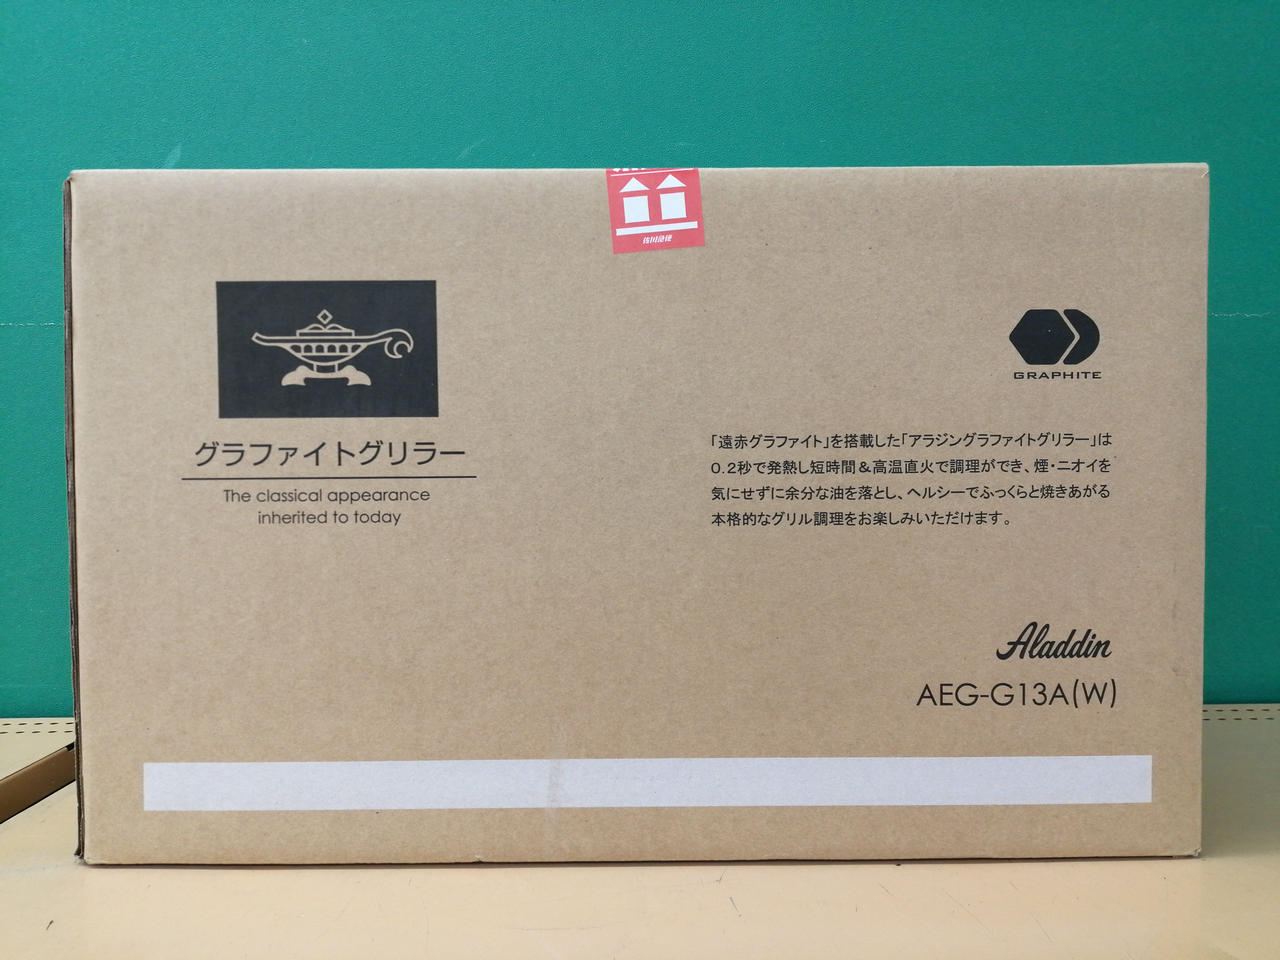 佐川急便
グラファイトグリラー
The classical appearance
inherited to today
GRAPHITE
「遠赤グラファイト」を搭載した「アラジングラファイトグリラー」は
0.2秒で発熱し短時間&高温直火で調理ができ、煙・ニオイを
気にせずに余分な油を落とし、ヘルシーでふっくらと焼きあがる
本格的なグリル調理をお楽しみいただけます。
Aladdin
AEG-G13A(W)